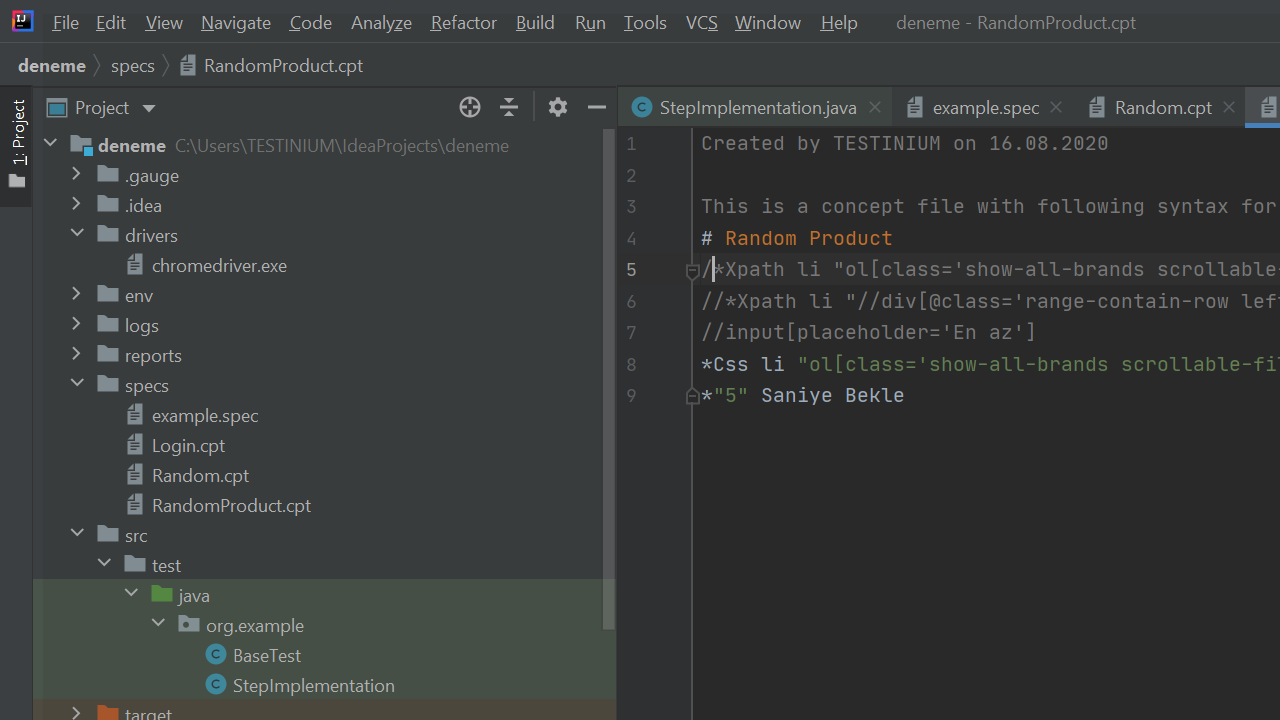 File Edit View Navigate Code Analyze Refactor Build Run Tools VCS Window Help deneme - RandomProduct.cpt
deneme specs RandomProduct.cpt
1: Project
Project
StepImplementation.java example.spec Random.cpt
deneme C:\Users\TESTINIUM\IdeaProjects\deneme
.gauge
.idea
drivers
chromedriver.exe
env
logs
reports
specs
example.spec
Login.cpt
Random.cpt
RandomProduct.cpt
src
test
java
org.example
BaseTest
StepImplementation
target
1 Created by TESTINIUM on 16.08.2020
2
3 This is a concept file with following syntax for
4 # Random Product
5 /*Xpath li "ol[class='show-all-brands scrollable-
6 //*Xpath li "//div[@class='range-contain-row left
7 //input[placeholder='En az']
8 *Css li "ol[class='show-all-brands scrollable-fil
9 *"5" Saniye Bekle